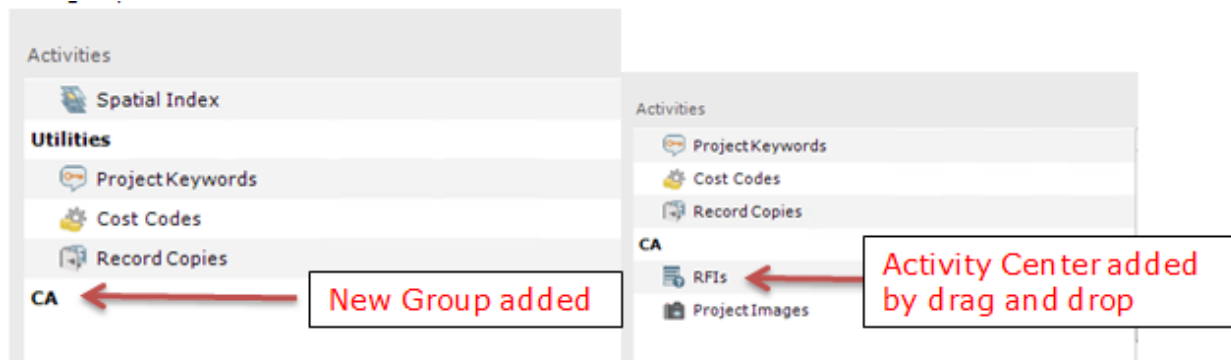 Activities
Spatial Index
Utilities
Project Keywords
Cost Codes
Record Copies
CA
New Group added
Activities
Project Keywords
Cost Codes
Record Copies
CA
RFIs
Project Images
Activity Center added
by drag and drop